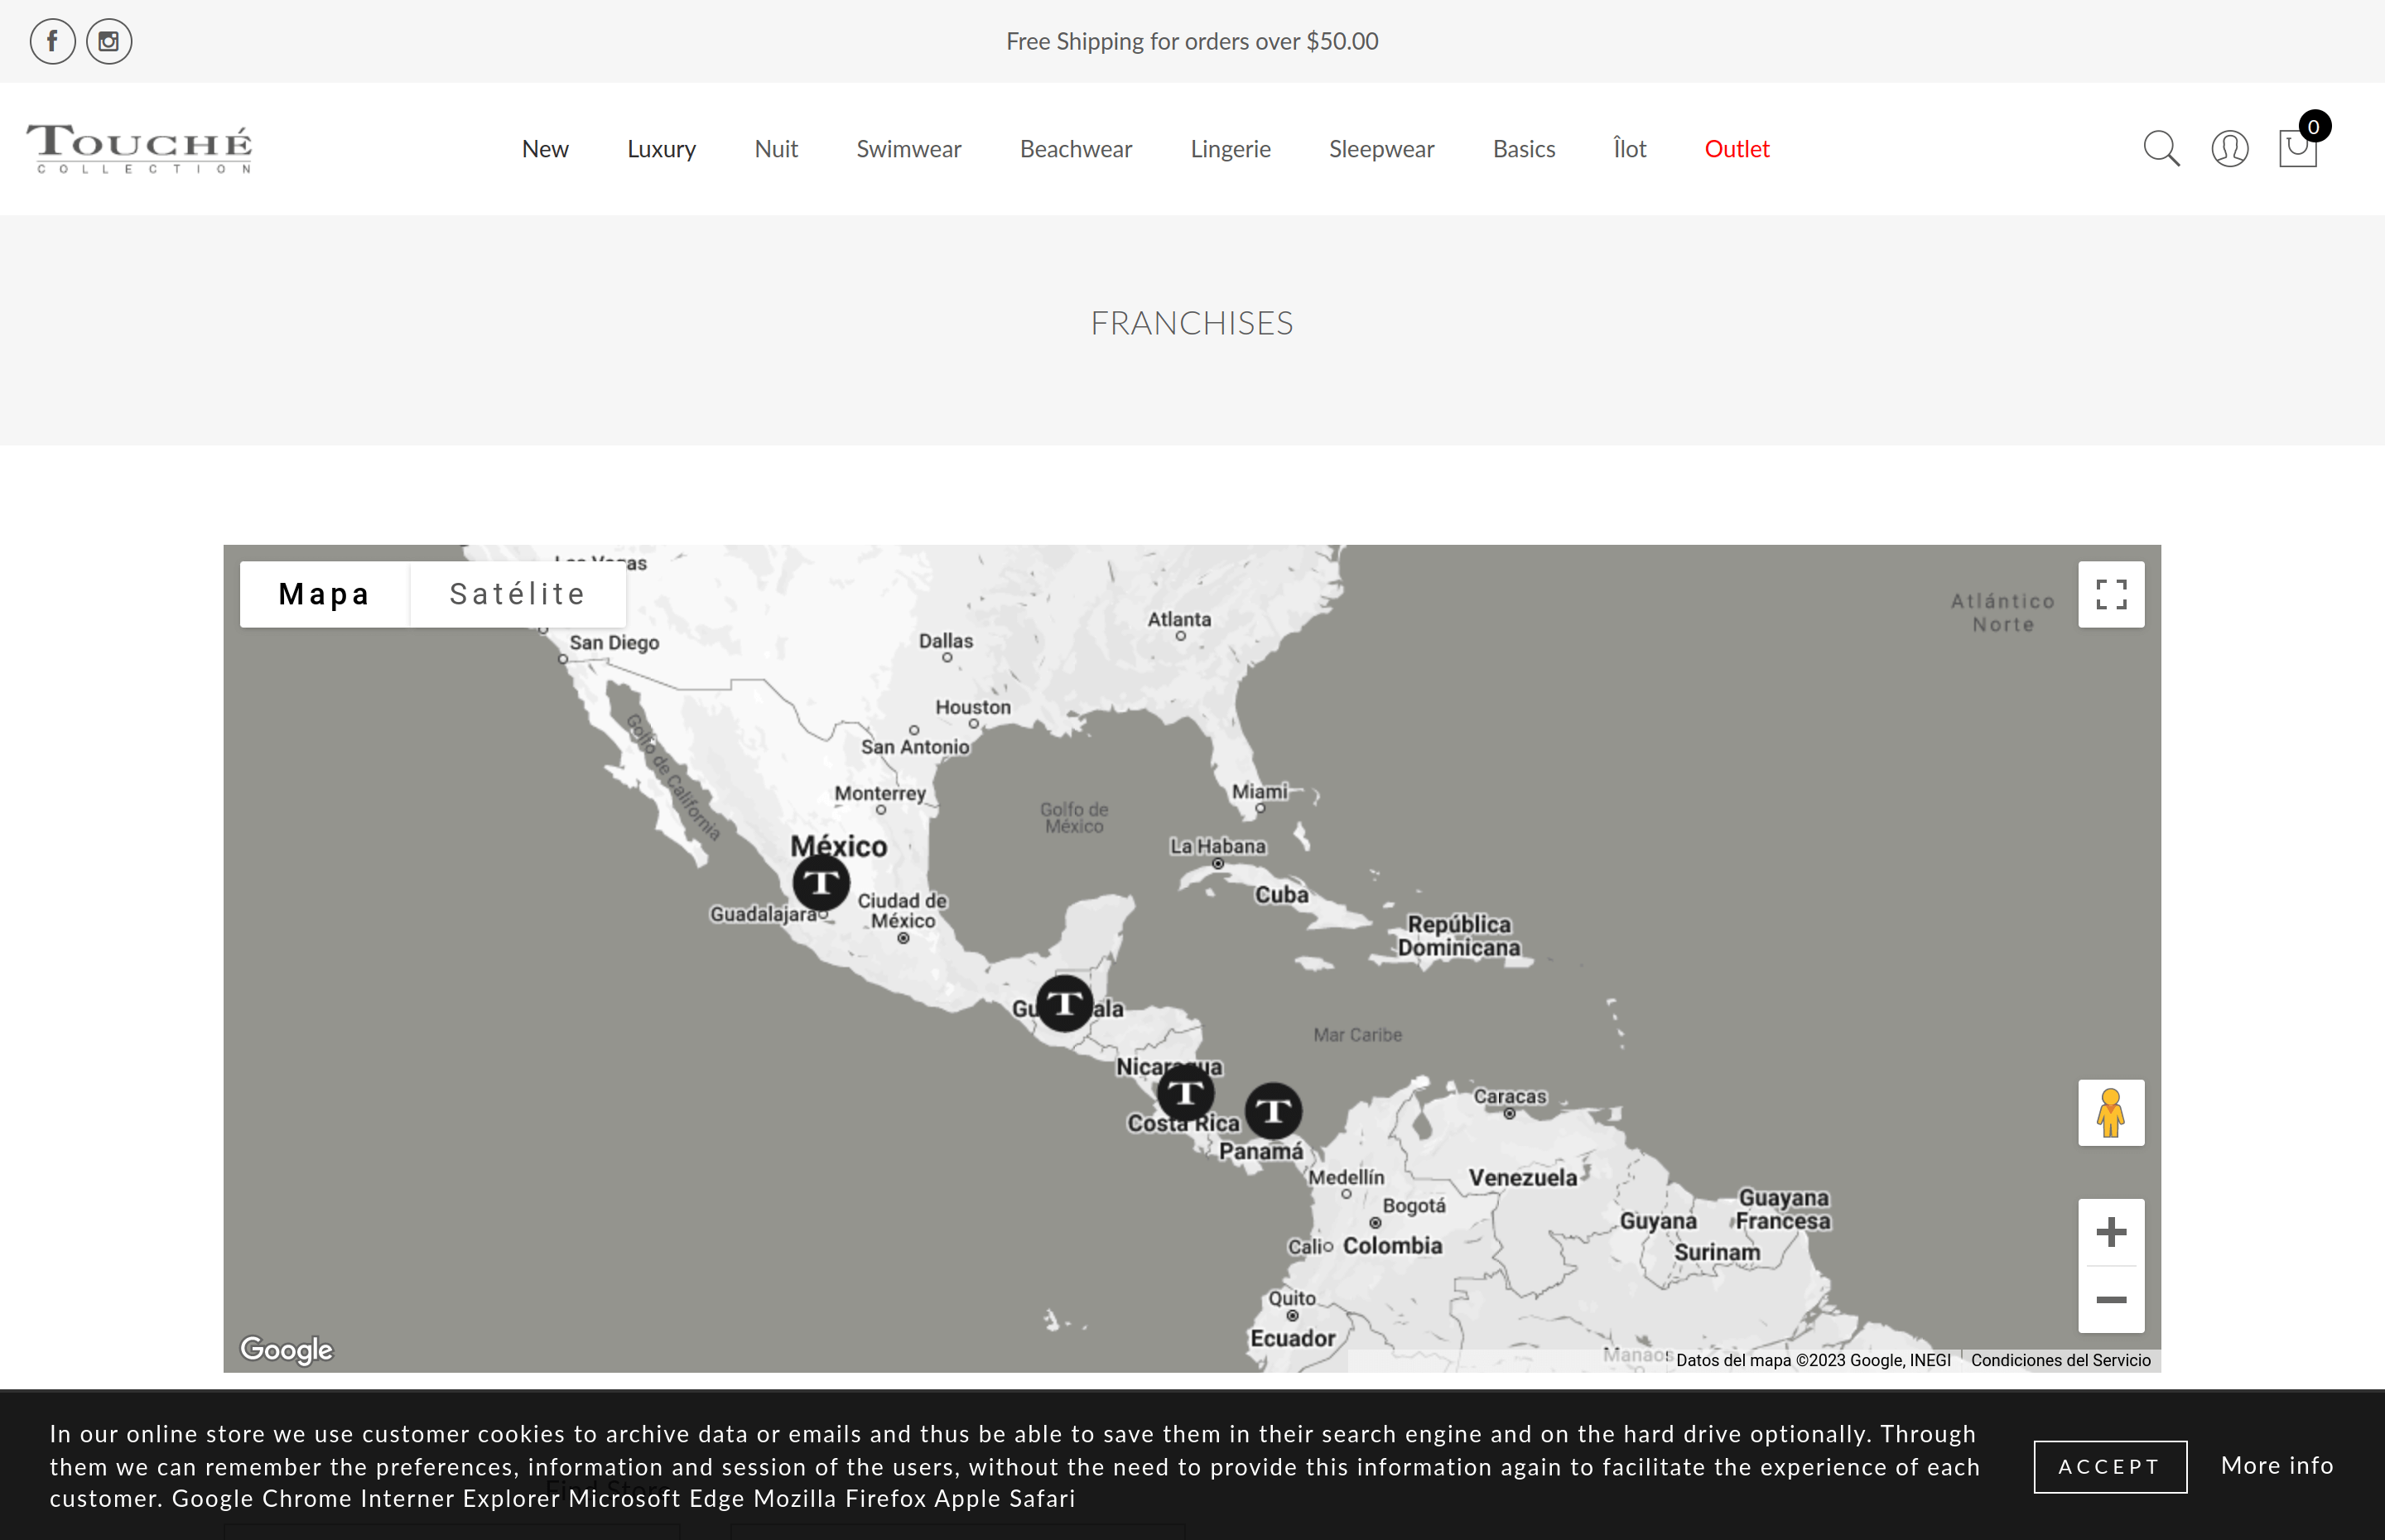 Free Shipping for orders over $50.00
TOUCHÉ
COLLECTION
New Luxury Nuit Swimwear Beachwear Lingerie Sleepwear Basics Îlot Outlet
0
FRANCHISES
Mapa Satélite
Atlántico
Norte
Atlanta
San Diego
Dallas
Houston
San Antonio
Monterrey
Miami
Golfo de California
Golfo de
México
México
La Habana
T
Cuba
Guadalajara
Ciudad de
México
República
Dominicana
T
Mar Caribe
T
T
Costa Rica
Caracas
Panamá
Medellín
Venezuela
Bogotá
Guayana
Francesa
Guyana
Cali
Colombia
Surinam
Quito
Ecuador
Google
Manaos
Datos del mapa ©2023 Google, INEGI
Condiciones del Servicio
In our online store we use customer cookies to archive data or emails and thus be able to save them in their search engine and on the hard drive optionally. Through
them we can remember the preferences, information and session of the users, without the need to provide this information again to facilitate the experience of each
customer. Google Chrome Interner Explorer Microsoft Edge Mozilla Firefox Apple Safari
ACCEPT
More info